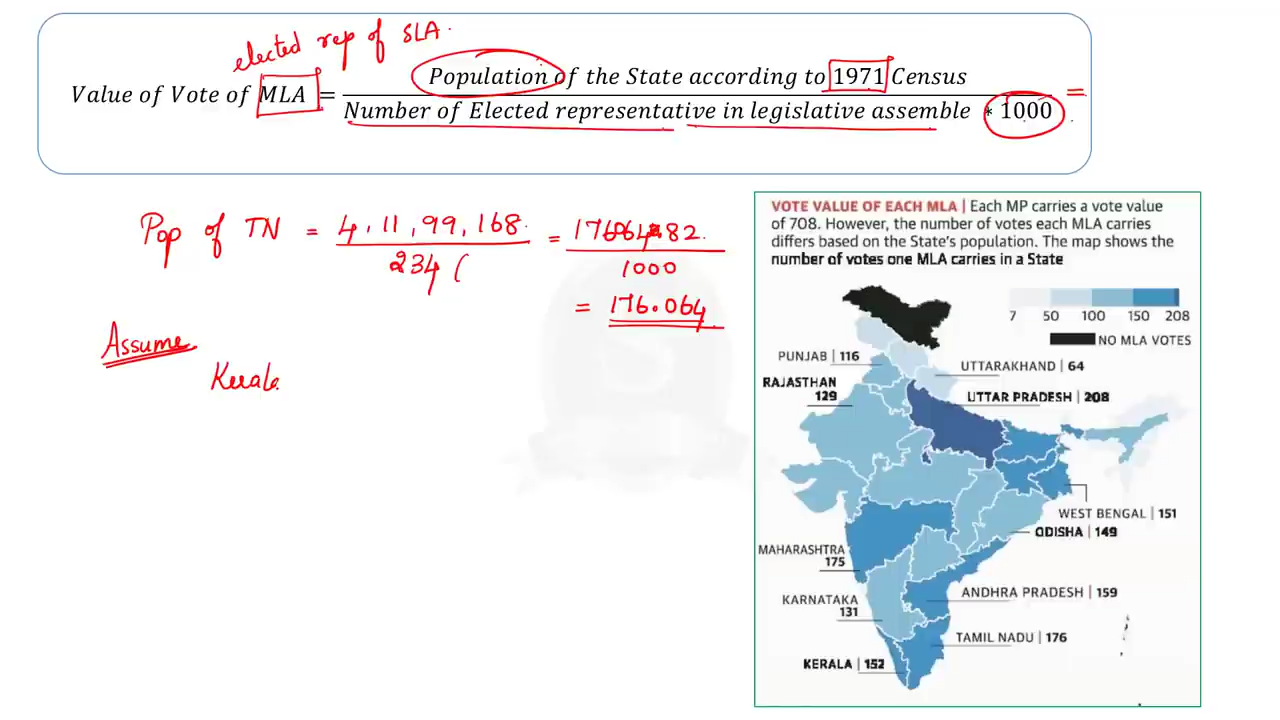 elected rep of SLA.
Value of Vote of MLA = Population of the State according to 1971 Census =
Number of Elected representative in legislative assemble * 1000
Pop of TN = 4,11,99,168. = 176064.82.
234 ( 1000
= 176.064
Assume
Kerala
VOTE VALUE OF EACH MLA | Each MP carries a vote value
of 708. However, the number of votes each MLA carries
differs based on the State's population. The map shows the
number of votes one MLA carries in a State
7 50 100 150 208
NO MLA VOTES
PUNJAB | 116
UTTARAKHAND | 64
RAJASTHAN
129
UTTAR PRADESH | 208
WEST BENGAL | 151
ODISHA | 149
MAHARASHTRA
175
ANDHRA PRADESH | 159
KARNATAKA
131
TAMIL NADU | 176
KERALA | 152